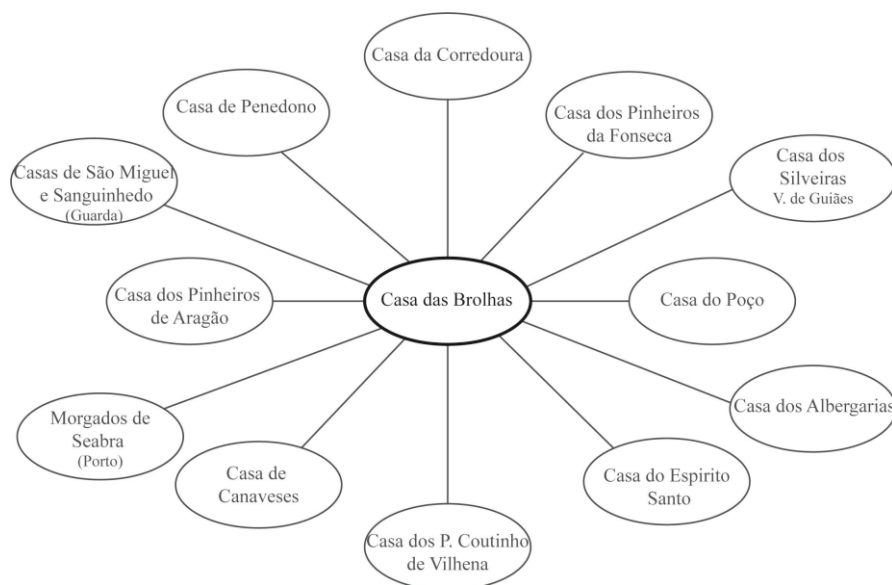 Casa da Corredoura
Casa de Penedono
Casa dos Pinheiros
da Fonseca
Casas de São Miguel
e Sanguinhedo
(Guarda)
Casa dos
Silveiras
V. de Guiães
Casa dos Pinheiros
de Aragão
Casa das Brolhas
Casa do Poço
Morgados de
Seabra
(Porto)
Casa dos Albergarias
Casa de
Canaveses
Casa do Espirito
Santo
Casa dos P. Coutinho
de Vilhena